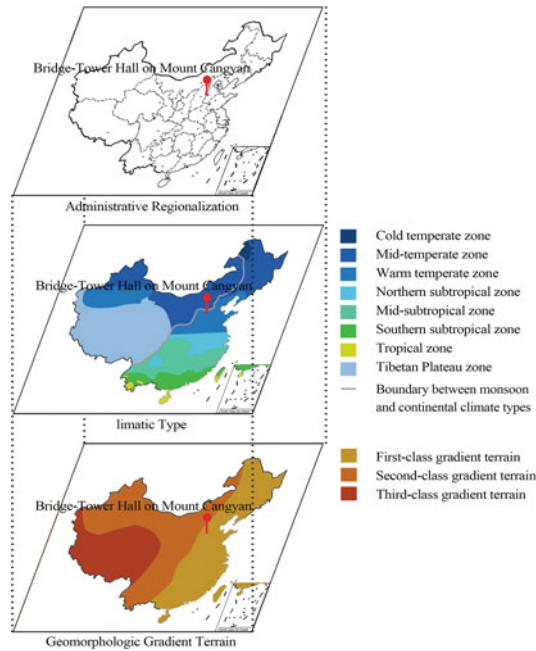 Bridge-Tower Hall on Mount Cangyan
Administrative Regionalization
Bridge-Tower Hall on Mount Cangyan
limatic Type
Cold temperate zone
Mid-temperate zone
Warm temperate zone
Northern subtropical zone
Mid-subtropical zone
Southern subtropical zone
Tropical zone
Tibetan Plateau zone
Boundary between monsoon
and continental climate types
Bridge-Tower Hall on Mount Cangyan
Geomorphologic Gradient Terrain
First-class gradient terrain
Second-class gradient terrain
Third-class gradient terrain